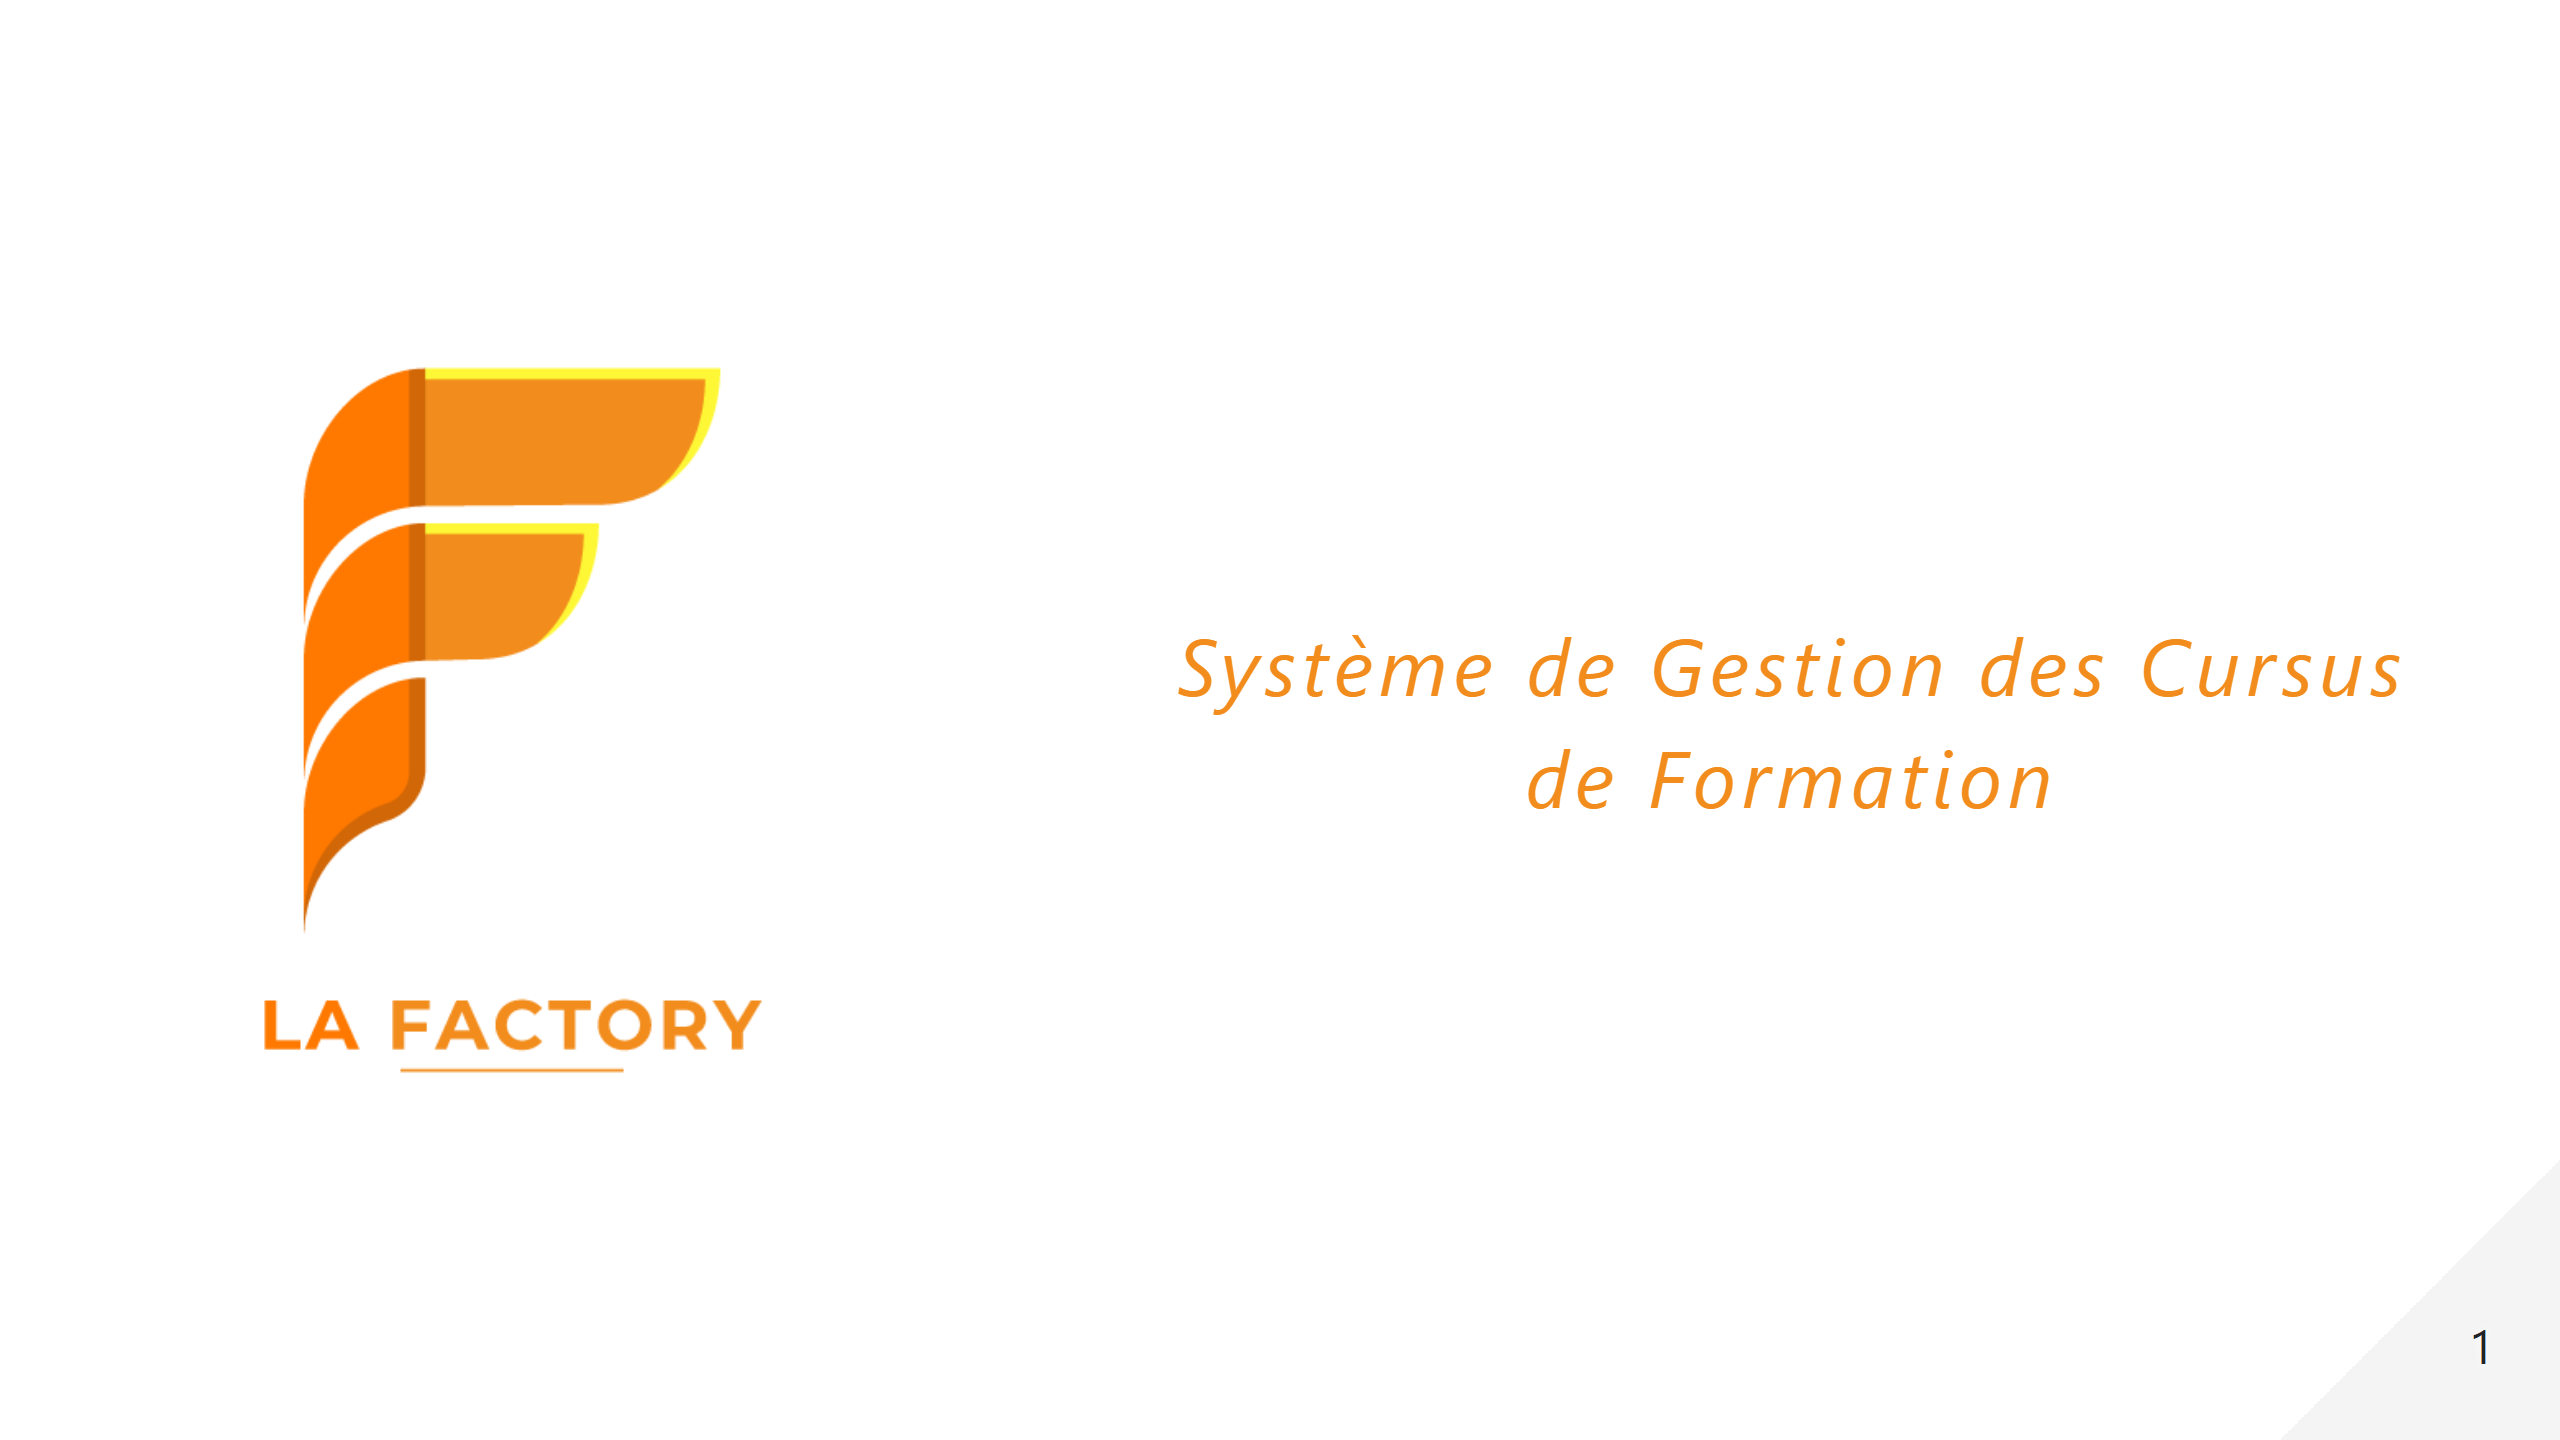 LA FACTORY
Système de Gestion des Cursus
de Formation
1